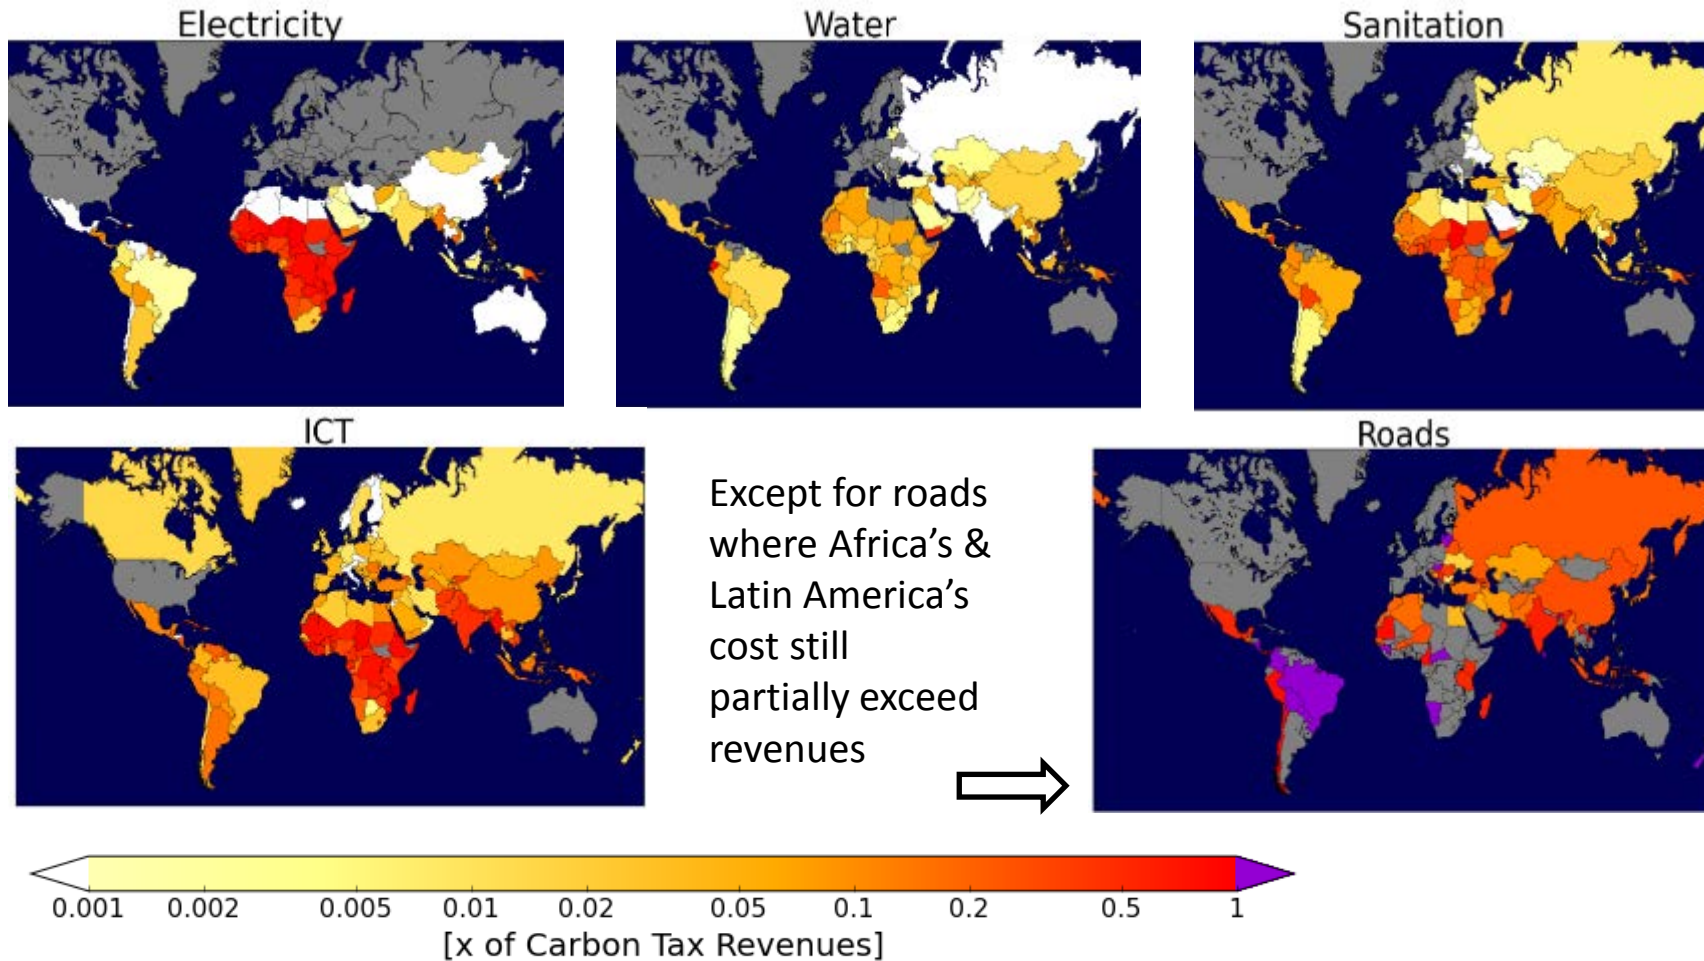 Electricity
Water
Sanitation
ICT
Roads
Except for roads
where Africa’s &
Latin America’s
cost still
partially exceed
revenues
0.001 0.002 0.005 0.01 0.02 0.05 0.1 0.2 0.5 1
[x of Carbon Tax Revenues]